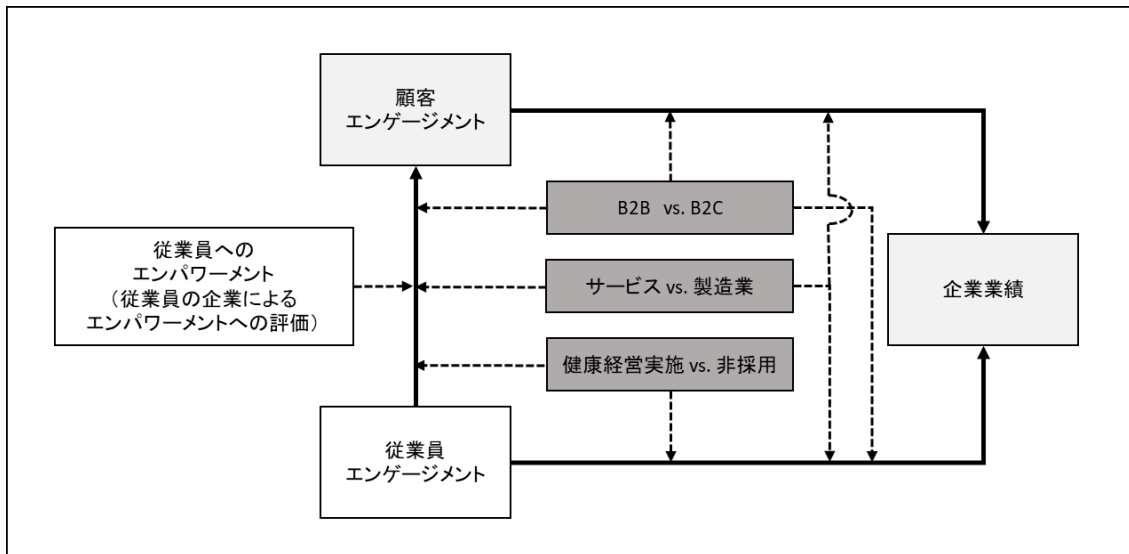 顧客
エンゲージメント
B2B vs. B2C
従業員への
エンパワーメント
（従業員の企業による
エンパワーメントへの評価）
サービス vs. 製造業
企業業績
健康経営実施 vs. 非採用
従業員
エンゲージメント